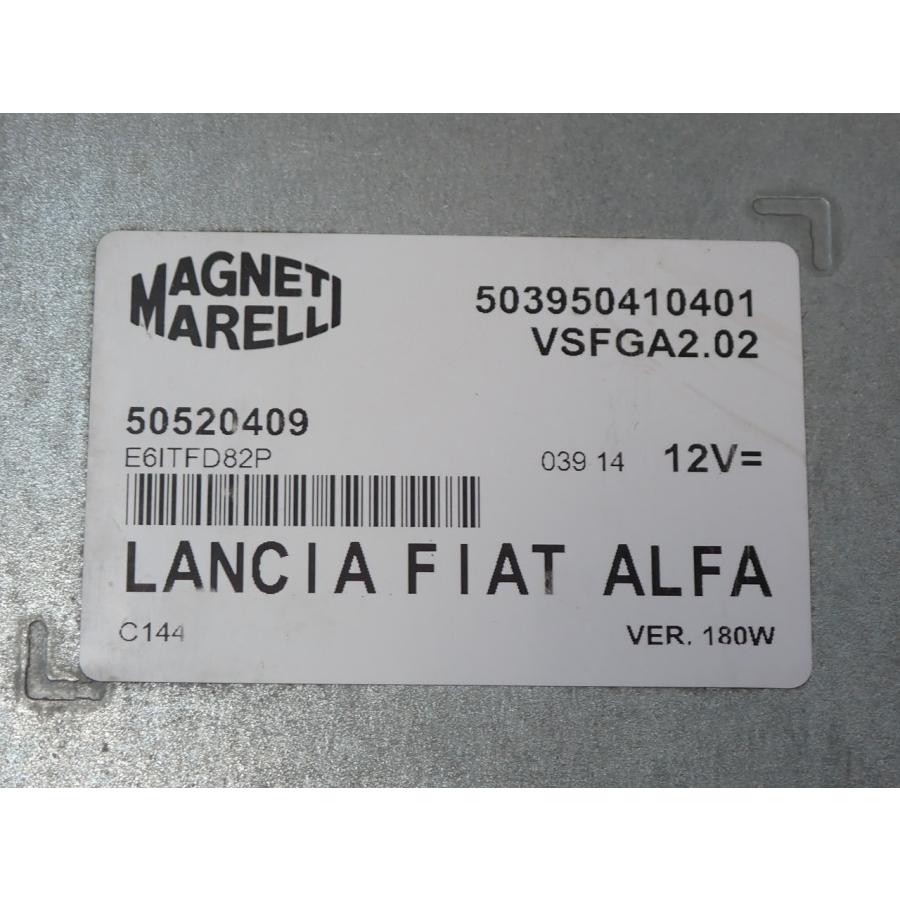 MAGNETI
MARELLI
503950410401
VSFGA2.02
50520409
E6ITFD82P
039 14 12V=
LANCIA FIAT ALFA
C144 VER. 180W